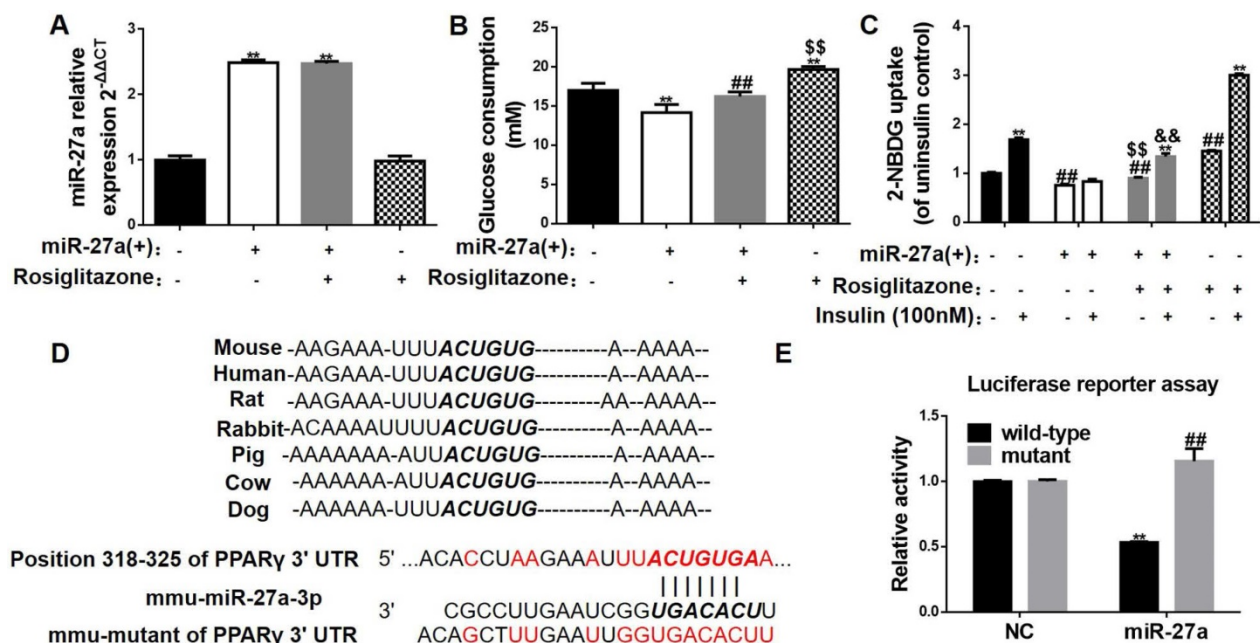 A
miR-27a relative
expression 2^-ΔΔCT
3
2
1
0
** **
miR-27a(+): - + + -
Rosiglitazone: - - + +
B
Glucose consumption
(mM)
25
20
15
10
5
0
** ## $$ **
miR-27a(+): - + + -
Rosiglitazone: - - + +
C
2-NBDG uptake
(of uninsulin control)
4
3
2
1
0
** ## $$ ## && ** ## **
miR-27a(+): - - + + + + - -
Rosiglitazone: - - - - + + + +
Insulin (100nM): - + - + - + - +
D
Mouse -AAGAAA-UUUACUGUG----------A--AAAA--
Human -AAGAAA-UUUACUGUG----------A--AAAA--
Rat -AAGAAA-UUUACUGUG----------AA--AAAA--
Rabbit -ACAAAAUUUUACUGUG----------A--AAAA--
Pig -AAAAAAA-AUUACUGUG----------A--AAAA--
Cow -AAAAAA-AUUACUGUG----------A--AAAA--
Dog -AAAAAA-UUUACUGUG----------A--AAAA--
Position 318-325 of PPARγ 3' UTR 5' ...ACACCUAAGAAAUUUACUGUGAA...
mmu-miR-27a-3p 3' CGCCUUGAAUCGGUGACACUU
mmu-mutant of PPARγ 3' UTR ACAGCTUUGAAUUGGUGACACUU
E
Luciferase reporter assay
Relative activity
1.5
1.0
0.5
0.0
wild-type
mutant
** ##
NC miR-27a